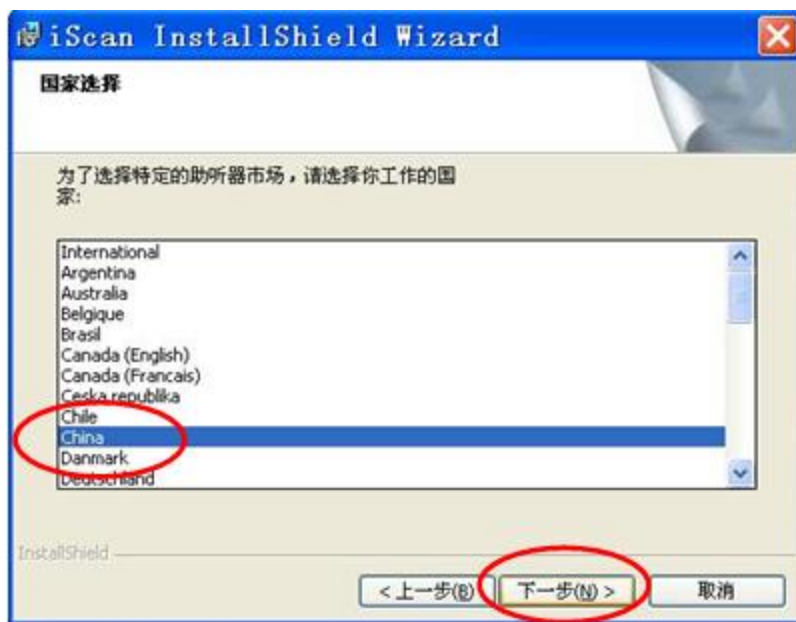 iScan InstallShield Wizard
国家选择
为了选择特定的助听器市场，请选择你工作的国
家:
International
Argentina
Australia
Belgique
Brasil
Canada (English)
Canada (Francais)
Ceska republika
Chile
China
Danmark
Deutschland
InstallShield
< 上一步(B)
下一步(N) >
取消